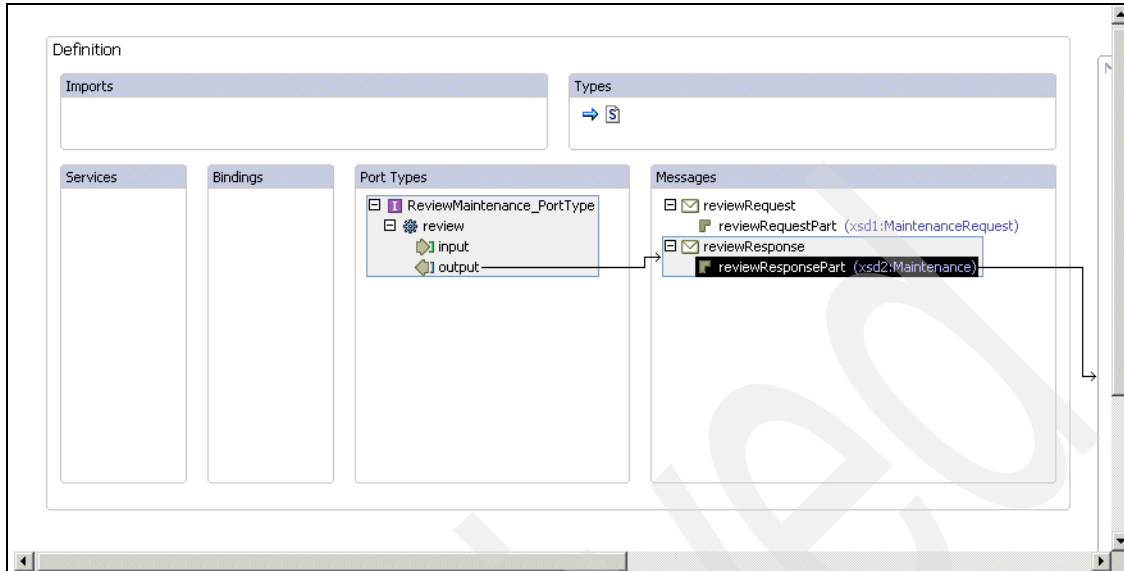 Definition
Imports
Types
S
Services
Bindings
Port Types
Messages
I ReviewMaintenance_PortType
review
input
output
reviewRequest
reviewRequestPart (xsd1:MaintenanceRequest)
reviewResponse
reviewResponsePart (xsd2:Maintenance)